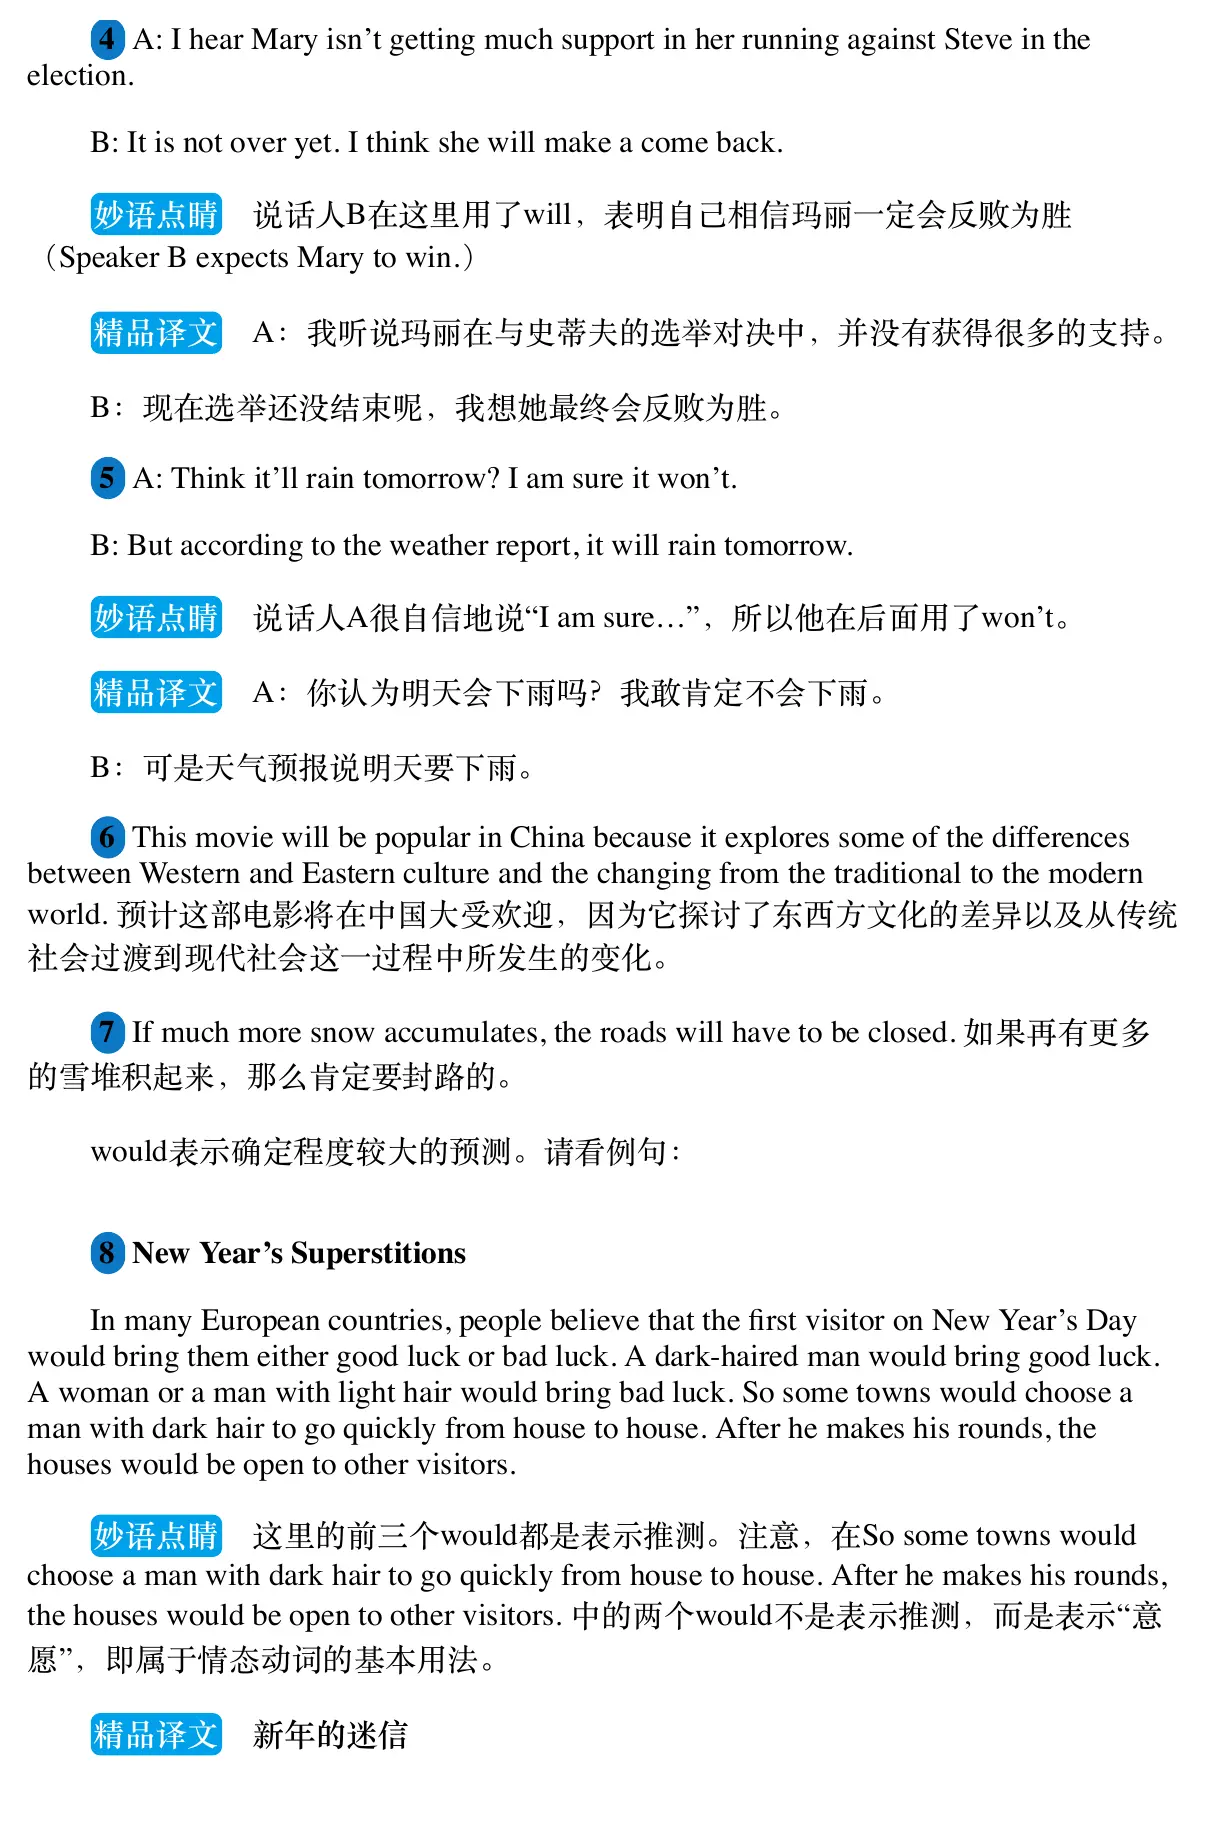 4 A: I hear Mary isn’t getting much support in her running against Steve in the
election.
B: It is not over yet. I think she will make a come back.
妙语点睛 说话人B在这里用了will，表明自己相信玛丽一定会反败为胜
（Speaker B expects Mary to win.）
精品译文 A：我听说玛丽在与史蒂夫的选举对决中，并没有获得很多的支持。
B：现在选举还没结束呢，我想她最终会反败为胜。
5 A: Think it’ll rain tomorrow? I am sure it won’t.
B: But according to the weather report, it will rain tomorrow.
妙语点睛 说话人A很自信地说“I am sure…”，所以他在后面用了won’t。
精品译文 A：你认为明天会下雨吗？我敢肯定不会下雨。
B：可是天气预报说明天要下雨。
6 This movie will be popular in China because it explores some of the differences
between Western and Eastern culture and the changing from the traditional to the modern
world. 预计这部电影将在中国大受欢迎，因为它探讨了东西方文化的差异以及从传统
社会过渡到现代社会这一过程中所发生的变化。
7 If much more snow accumulates, the roads will have to be closed. 如果再有更多
的雪堆积起来，那么肯定要封路的。
would表示确定程度较大的预测。请看例句：
8 New Year’s Superstitions
In many European countries, people believe that the first visitor on New Year’s Day
would bring them either good luck or bad luck. A dark-haired man would bring good luck.
A woman or a man with light hair would bring bad luck. So some towns would choose a
man with dark hair to go quickly from house to house. After he makes his rounds, the
houses would be open to other visitors.
妙语点睛 这里的前三个would都是表示推测。注意，在So some towns would
choose a man with dark hair to go quickly from house to house. After he makes his rounds,
the houses would be open to other visitors. 中的两个would不是表示推测，而是表示“意
愿”，即属于情态动词的基本用法。
精品译文 新年的迷信